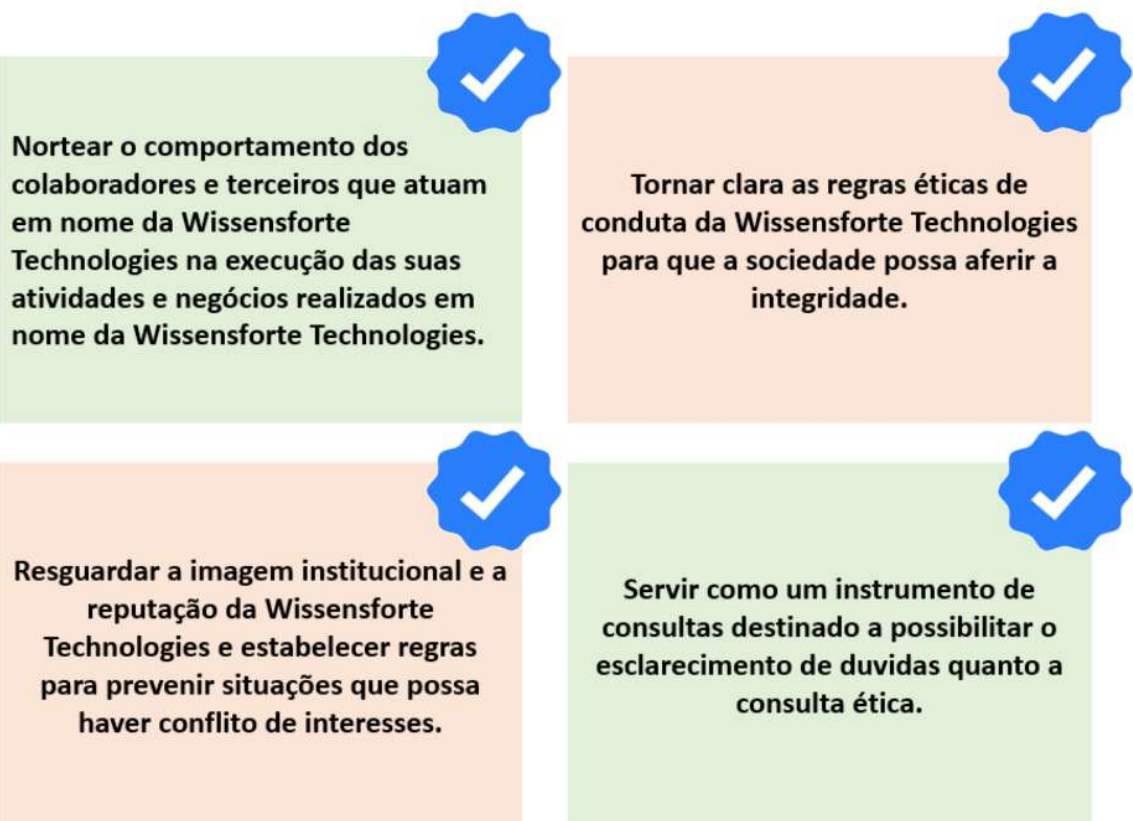 Nortear o comportamento dos
colaboradores e terceiros que atuam
em nome da Wissensforte
Technologies na execução das suas
atividades e negócios realizados em
nome da Wissensforte Technologies.
Tornar clara as regras éticas de
conduta da Wissensforte Technologies
para que a sociedade possa aferir a
integridade.
Resguardar a imagem institucional e a
reputação da Wissensforte
Technologies e estabelecer regras
para prevenir situações que possa
haver conflito de interesses.
Servir como um instrumento de
consultas destinado a possibilitar o
esclarecimento de duvidas quanto a
consulta ética.